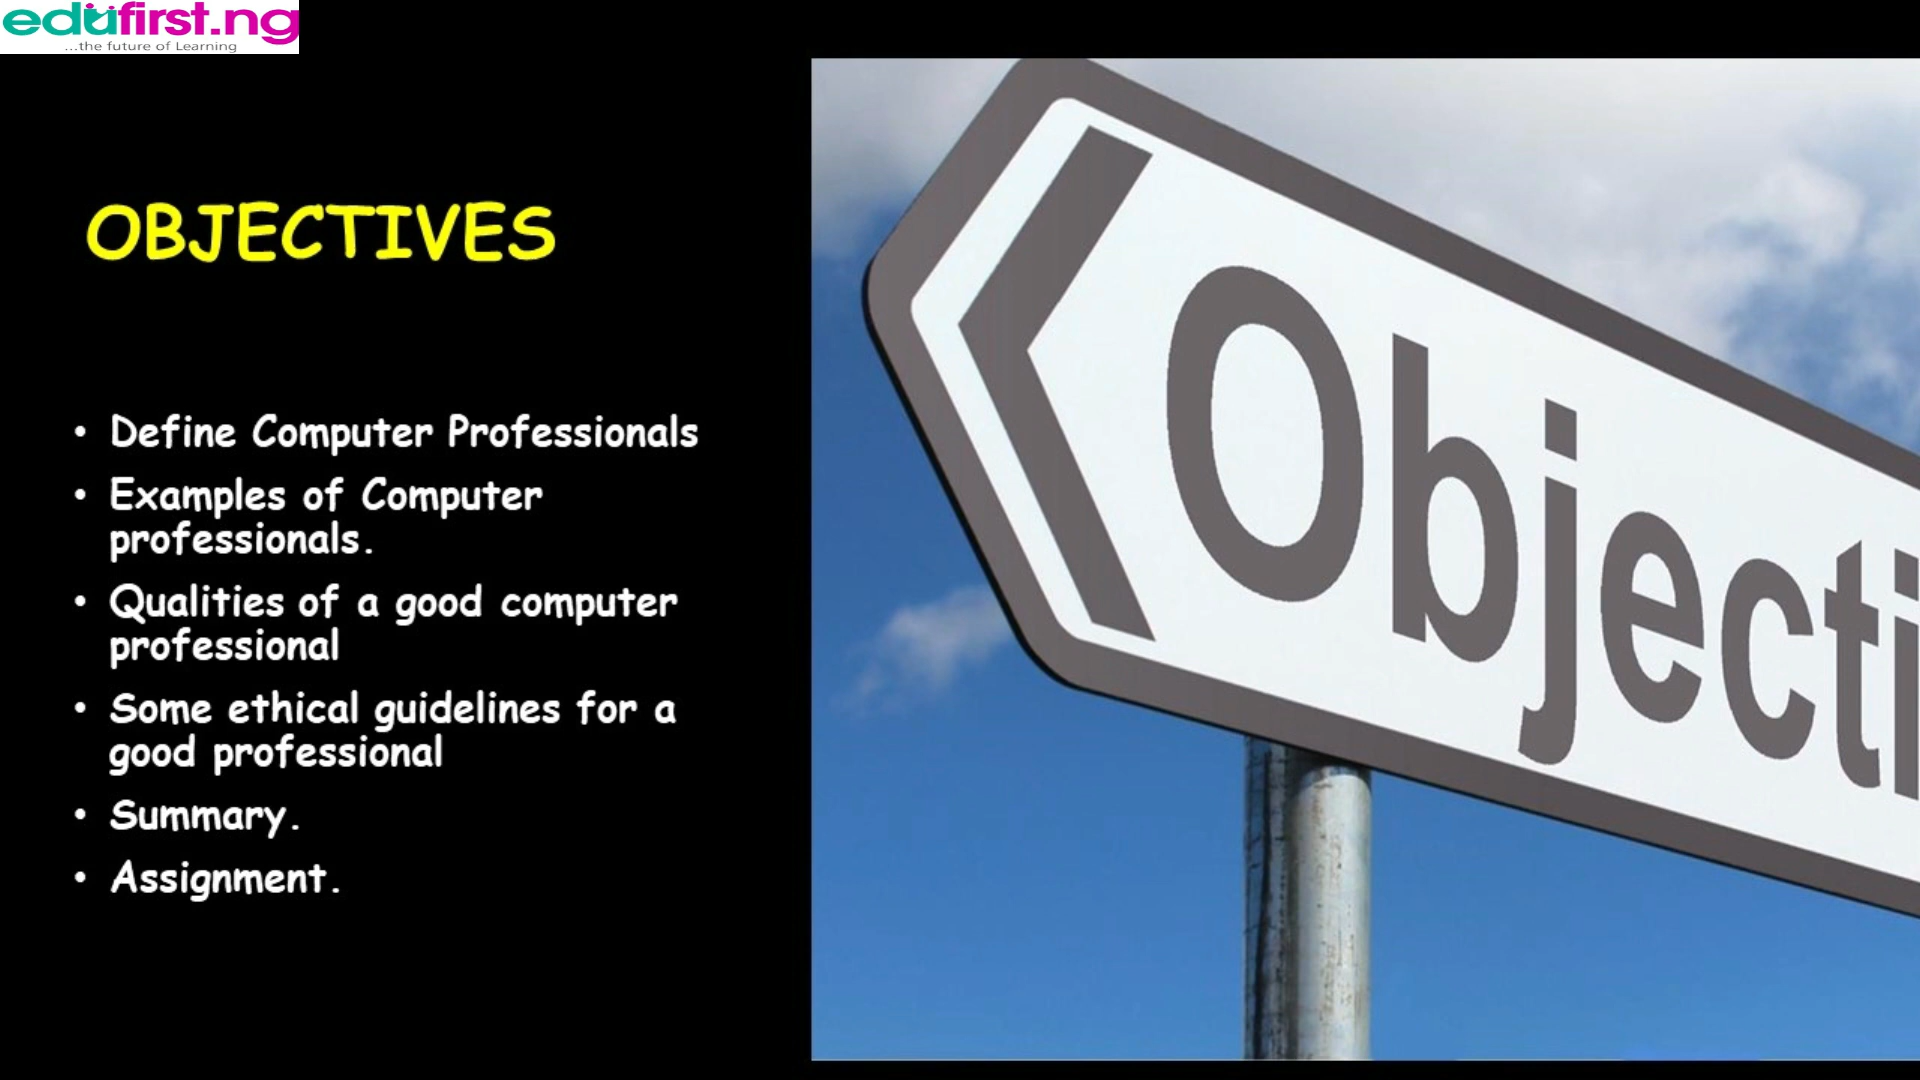 edufirst.ng
...the future of Learning
OBJECTIVES
• Define Computer Professionals
• Examples of Computer
professionals.
• Qualities of a good computer
professional
• Some ethical guidelines for a
good professional
• Summary.
• Assignment.
Objecti